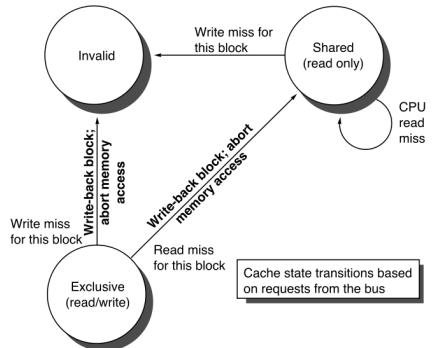 Invalid
Write miss for
this block
Shared
(read only)
CPU
read
miss
Write-back block;
abort memory
access
Write-back block; abort
memory access
Write miss
for this block
Read miss
for this block
Exclusive
(read/write)
Cache state transitions based
on requests from the bus